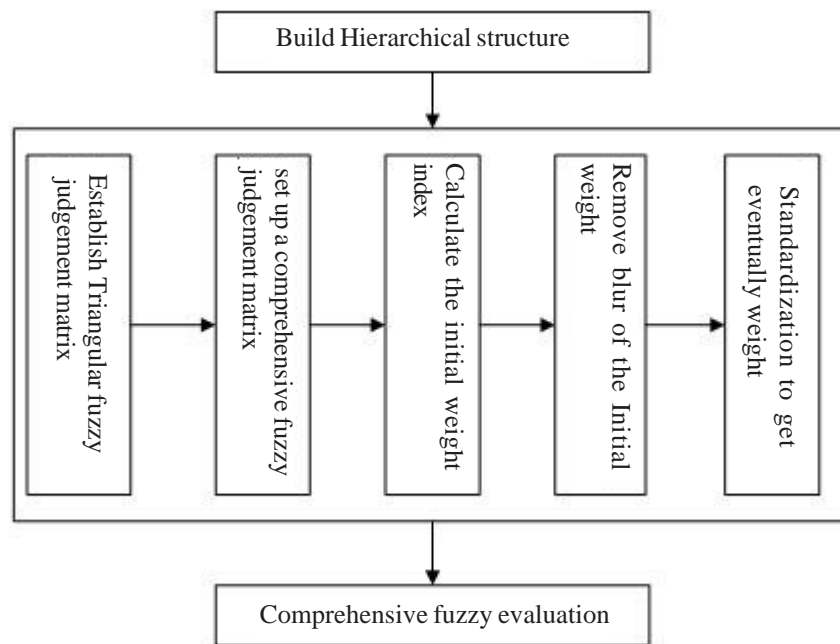 Build Hierarchical structure
Establish Triangular fuzzy
judgement matrix
set up a comprehensive fuzzy
judgement matrix
Calculate the initial weight
index
Remove blur of the Initial
weight
Standardization to get
eventually weight
Comprehensive fuzzy evaluation